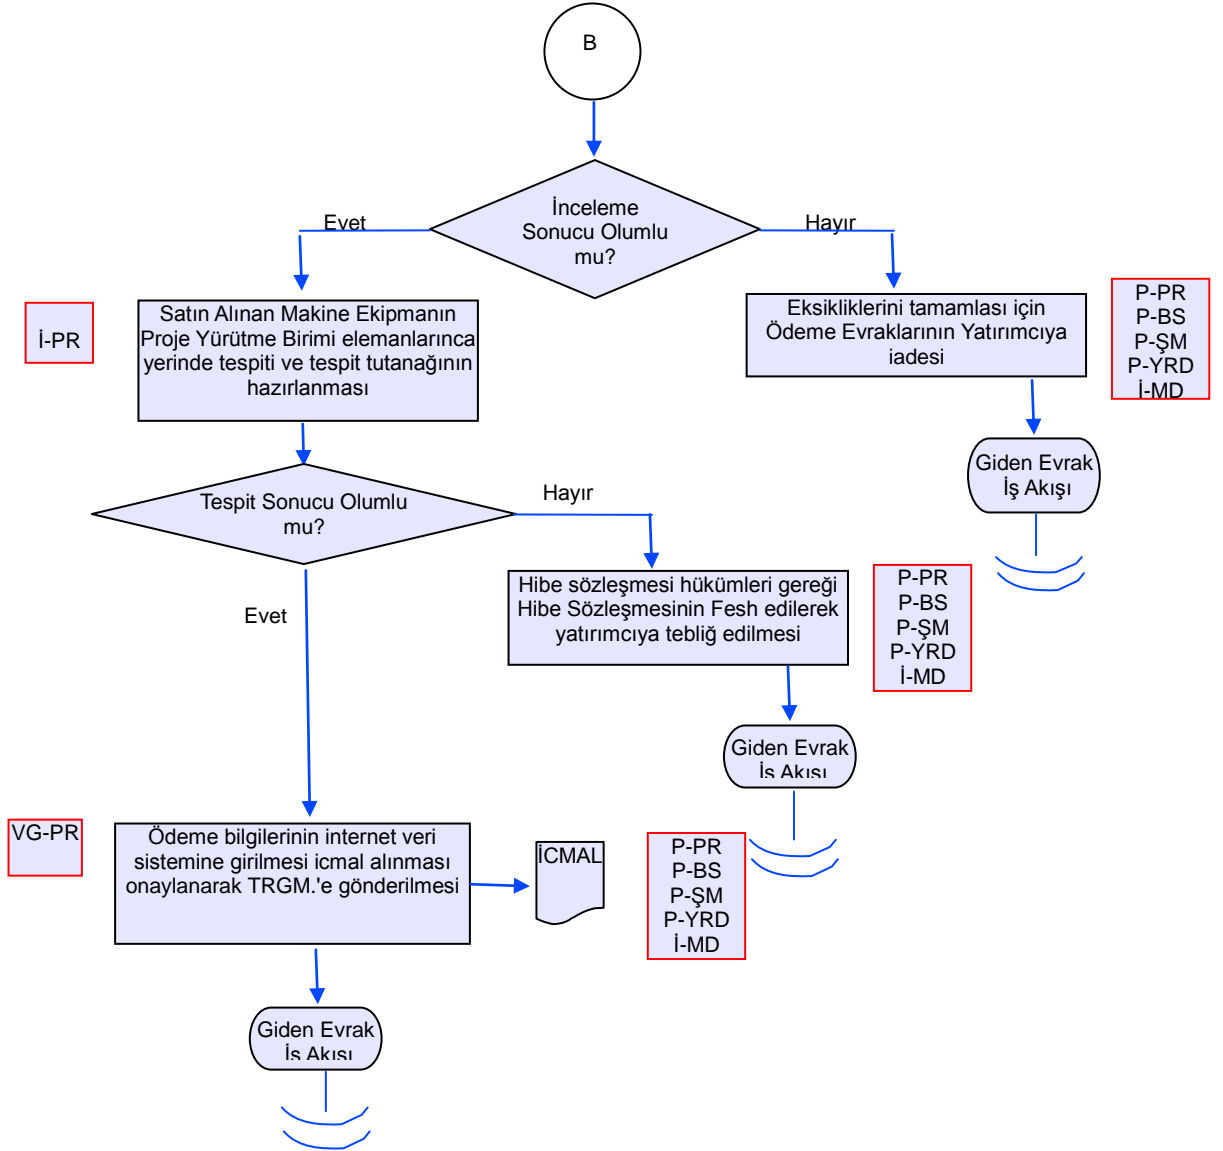 B
İnceleme
Sonucu Olumlu
mu?
Evet
Hayır
İ-PR
Satın Alınan Makine Ekipmanın
Proje Yürütme Birimi elemanlarınca
yerinde tespiti ve tespit tutanağının
hazırlanması
Eksikliklerini tamamlası için
Ödeme Evraklarının Yatırımcıya
iadesi
P-PR
P-BS
P-ŞM
P-YRD
İ-MD
Giden Evrak
İş Akışı
Tespit Sonucu Olumlu
mu?
Hayır
Evet
Hibe sözleşmesi hükümleri gereği
Hibe Sözleşmesinin Fesh edilerek
yatırımcıya tebliğ edilmesi
P-PR
P-BS
P-ŞM
P-YRD
İ-MD
Giden Evrak
İş Akışı
VG-PR
Ödeme bilgilerinin internet veri
sistemine girilmesi icmal alınması
onaylanarak TRGM.'e gönderilmesi
İCMAL
P-PR
P-BS
P-ŞM
P-YRD
İ-MD
Giden Evrak
İş Akışı